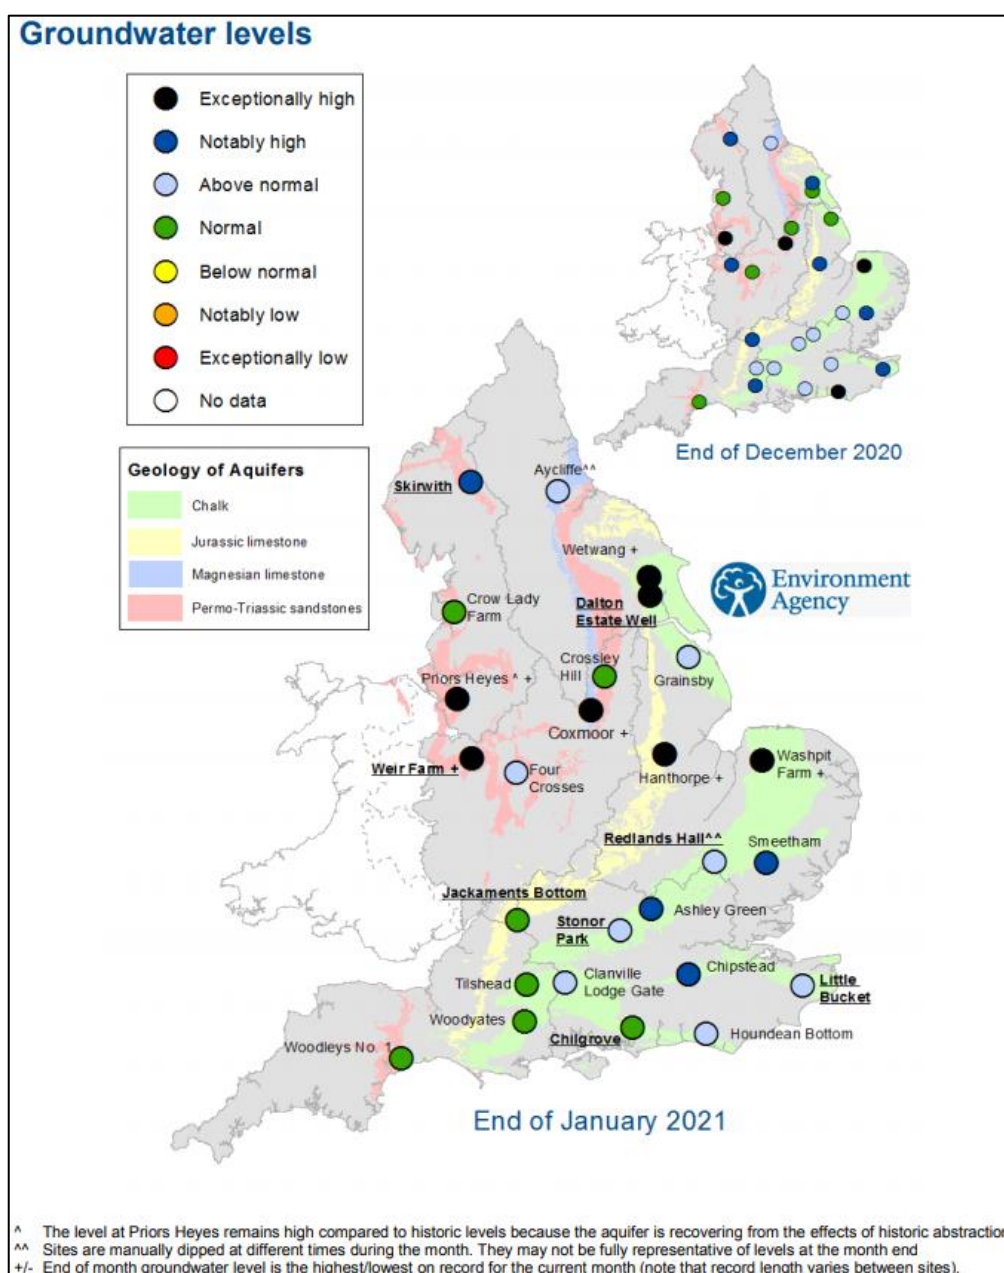 Groundwater levels
Exceptionally high
Notably high
Above normal
Normal
Below normal
Notably low
Exceptionally low
No data
End of December 2020
Geology of Aquifers
Chalk
Jurassic limestone
Magnesian limestone
Permo-Triassic sandstones
Skirwith
Aycliffe^^
Wetwang +
Environment
Agency
Dalton
Estate Well
Crow Lady
Farm
Crossley
Hill
Grainsby
Priors Heyes ^ +
Coxmoor +
Weir Farm +
Four
Crosses
Hanthorpe +
Washpit
Farm +
Redlands Hall^^
Smeetham
Jackaments Bottom
Stonor
Park
Ashley Green
Tilshead
Clanville
Lodge Gate
Chipstead
Little
Bucket
Woodyates
Chilgrove
Houndean Bottom
Woodleys No. 1
End of January 2021
^ The level at Priors Heyes remains high compared to historic levels because the aquifer is recovering from the effects of historic abstraction
^^ Sites are manually dipped at different times during the month. They may not be fully representative of levels at the month end
+/- End of month groundwater level is the highest/lowest on record for the current month (note that record length varies between sites).